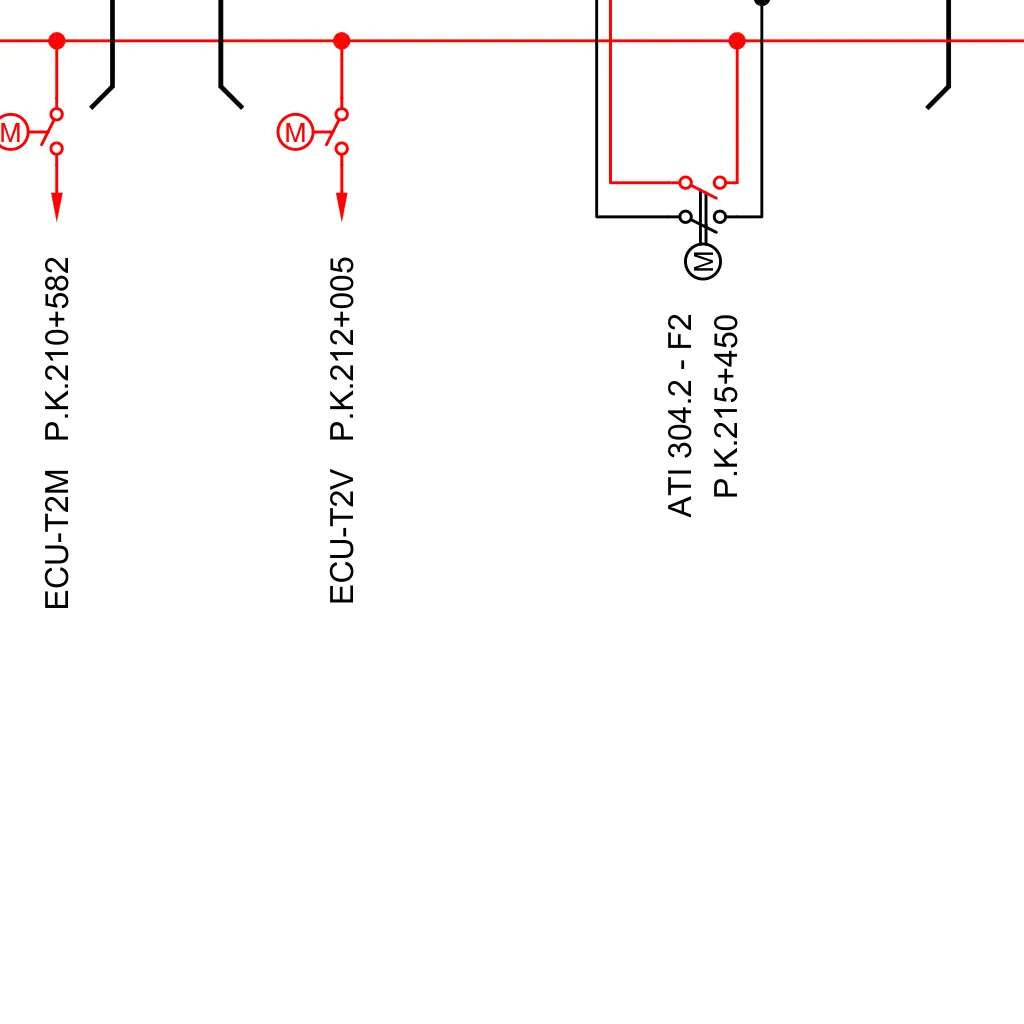 M
M
M
ECU-T2M P.K.210+582
ECU-T2V P.K.212+005
ATI 304.2 - F2
P.K.215+450